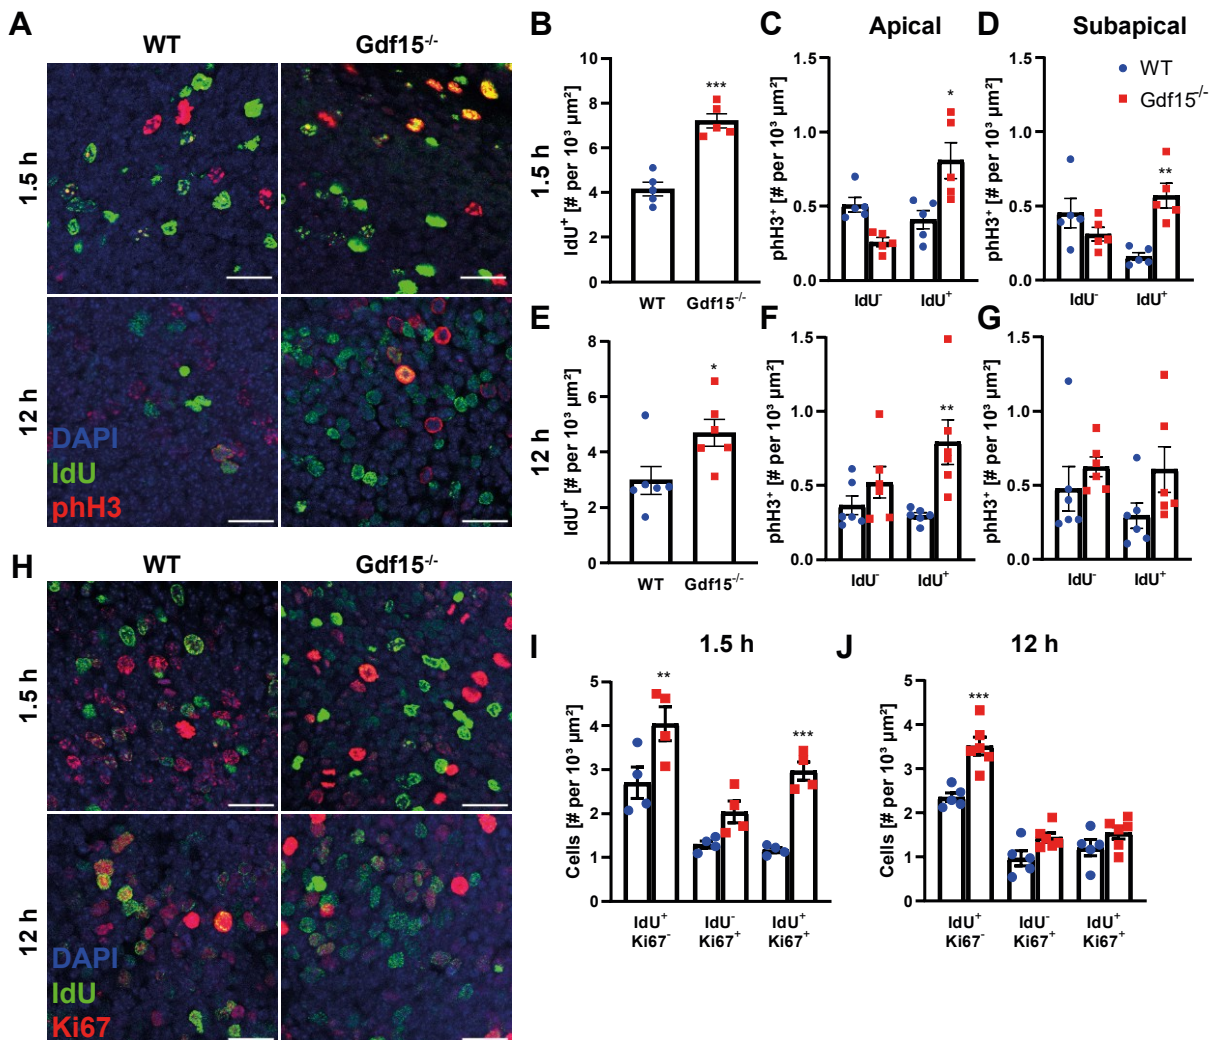 A
WT
Gdf15⁻/⁻
1.5 h
12 h
DAPI
IdU
phH3
B
1.5 h
IdU⁺ [# per 10³ µm²]
10
8
6
4
2
0
***
WT
Gdf15⁻/⁻
C
Apical
phH3⁺ [# per 10³ µm²]
1.5
1.0
0.5
0.0
*
IdU⁻
IdU⁺
D
Subapical
WT
Gdf15⁻/⁻
phH3⁺ [# per 10³ µm²]
1.5
1.0
0.5
0.0
**
IdU⁻
IdU⁺
E
12 h
IdU⁺ [# per 10³ µm²]
8
6
4
2
0
*
WT
Gdf15⁻/⁻
F
phH3⁺ [# per 10³ µm²]
1.5
1.0
0.5
0.0
**
IdU⁻
IdU⁺
G
phH3⁺ [# per 10³ µm²]
1.5
1.0
0.5
0.0
IdU⁻
IdU⁺
H
WT
Gdf15⁻/⁻
1.5 h
12 h
DAPI
IdU
Ki67
I
1.5 h
Cells [# per 10³ µm²]
5
4
3
2
1
0
**
***
IdU⁺ IdU⁻ IdU⁺
Ki67⁻ Ki67⁺ Ki67⁺
J
12 h
Cells [# per 10³ µm²]
5
4
3
2
1
0
***
IdU⁺ IdU⁻ IdU⁺
Ki67⁻ Ki67⁺ Ki67⁺